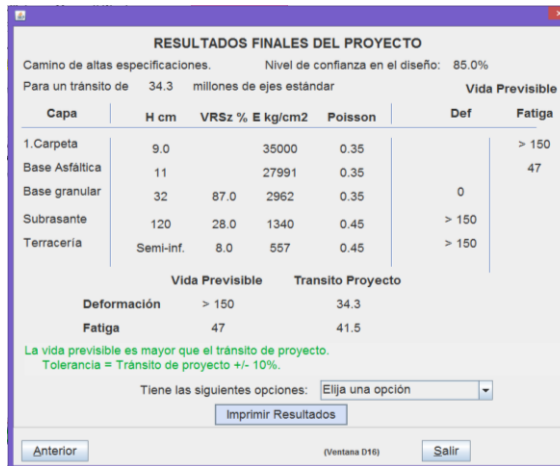 RESULTADOS FINALES DEL PROYECTO
Camino de altas especificaciones. Nivel de confianza en el diseño: 85.0%
Para un tránsito de 34.3 millones de ejes estándar Vida Previsible
Capa H cm VRSz % E kg/cm2 Poisson Def Fatiga
1.Carpeta 9.0 35000 0.35 > 150
Base Asfáltica 11 27991 0.35 47
Base granular 32 87.0 2962 0.35 0
Subrasante 120 28.0 1340 0.45 > 150
Terracería Semi-inf. 8.0 557 0.45 > 150
Vida Previsible Transito Proyecto
Deformación > 150 34.3
Fatiga 47 41.5
La vida previsible es mayor que el tránsito de proyecto.
Tolerancia = Tránsito de proyecto +/- 10%.
Tiene las siguientes opciones: Elija una opción
Imprimir Resultados
Anterior (Ventana D16) Salir